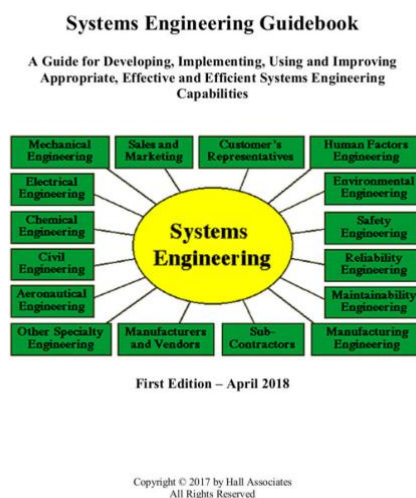 Systems Engineering Guidebook
A Guide for Developing, Implementing, Using and Improving
Appropriate, Effective and Efficient Systems Engineering
Capabilities
Mechanical
Engineering
Sales and
Marketing
Customer's
Representatives
Human Factors
Engineering
Electrical
Engineering
Environmental
Engineering
Chemical
Engineering
Safety
Engineering
Systems
Engineering
Civil
Engineering
Reliability
Engineering
Aeronautical
Engineering
Maintainability
Engineering
Other Specialty
Engineering
Manufacturers
and Vendors
Sub-
Contractors
Manufacturing
Engineering
First Edition – April 2018
Copyright © 2017 by Hall Associates
All Rights Reserved